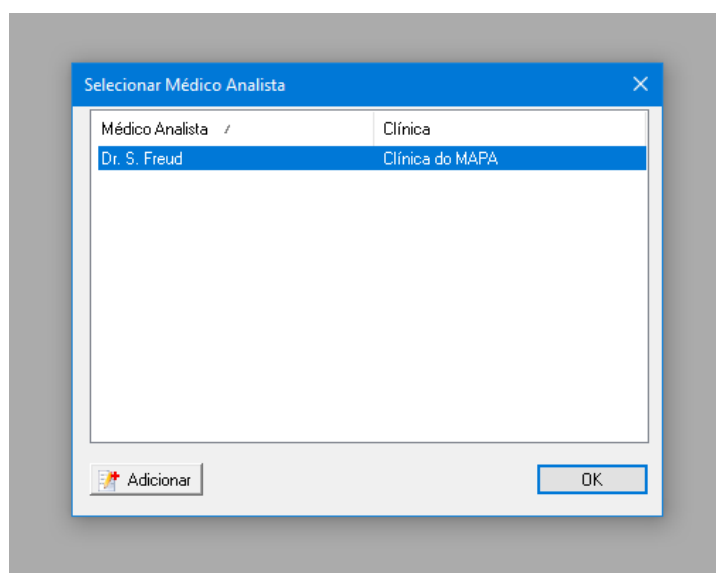 Selecionar Médico Analista
Médico Analista Clínica
Dr. S. Freud Clínica do MAPA
Adicionar OK